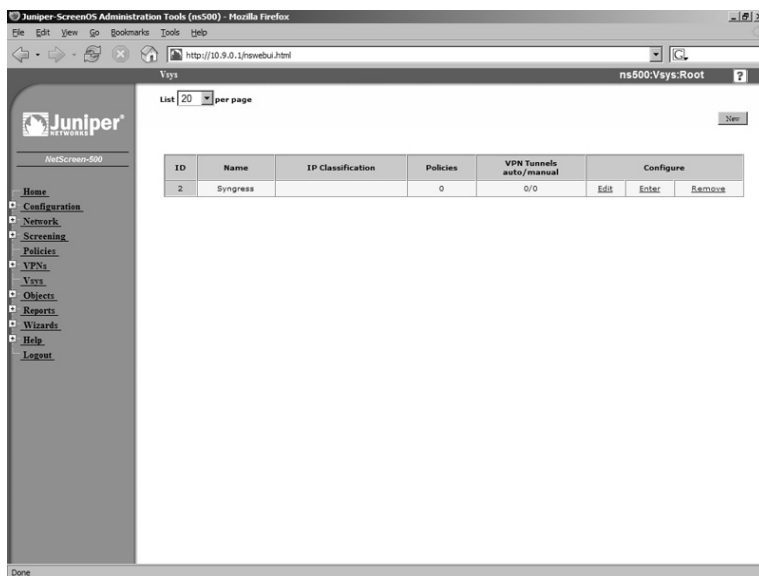 Juniper-ScreenOS Administration Tools (ns500) - Mozilla Firefox
File Edit View Go Bookmarks Tools Help
http://10.9.0.1/nswebui.html
G
Vsys
ns500:Vsys:Root ?
List 20 per page
New
Juniper®
NETWORKS
NetScreen-500
ID Name IP Classification Policies VPN Tunnels auto/manual Configure
2 Syngress 0 0/0 Edit Enter Remove
Home
Configuration
Network
Screening
Policies
VPNs
Vsys
Objects
Reports
Wizards
Help
Logout
Done